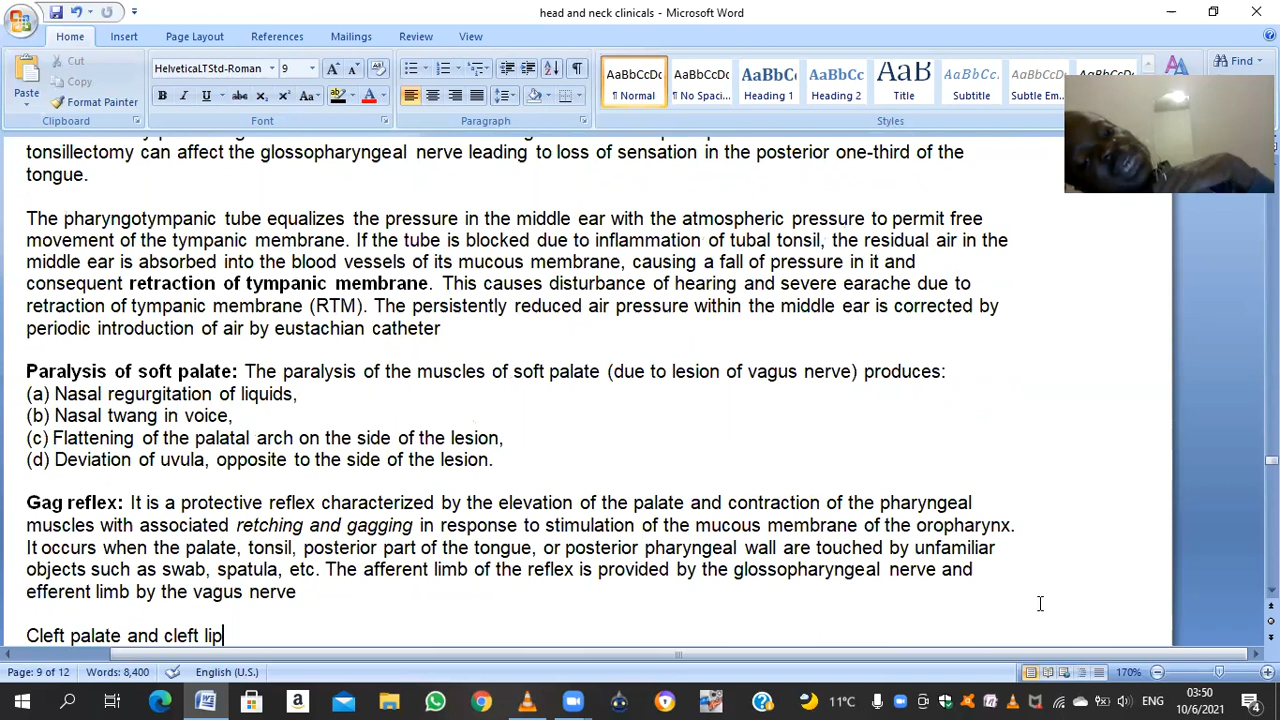 head and neck clinicals - Microsoft Word
Home Insert Page Layout References Mailings Review View
Paste
Cut
Copy
Format Painter
Clipboard
HelveticaLTStd-Roman 9
Font
Paragraph
AaBbCcDc AaBbCcDc AaBbCc AaBbCc AaB AaBbCc. AaBbCcDc AaBbCcDc
¶ Normal ¶ No Spaci... Heading 1 Heading 2 Title Subtitle Subtle Em...
Styles
Find
tonsillectomy can affect the glossopharyngeal nerve leading to loss of sensation in the posterior one-third of the
tongue.
The pharyngotympanic tube equalizes the pressure in the middle ear with the atmospheric pressure to permit free
movement of the tympanic membrane. If the tube is blocked due to inflammation of tubal tonsil, the residual air in the
middle ear is absorbed into the blood vessels of its mucous membrane, causing a fall of pressure in it and
consequent retraction of tympanic membrane. This causes disturbance of hearing and severe earache due to
retraction of tympanic membrane (RTM). The persistently reduced air pressure within the middle ear is corrected by
periodic introduction of air by eustachian catheter
Paralysis of soft palate: The paralysis of the muscles of soft palate (due to lesion of vagus nerve) produces:
(a) Nasal regurgitation of liquids,
(b) Nasal twang in voice,
(c) Flattening of the palatal arch on the side of the lesion,
(d) Deviation of uvula, opposite to the side of the lesion.
Gag reflex: It is a protective reflex characterized by the elevation of the palate and contraction of the pharyngeal
muscles with associated retching and gagging in response to stimulation of the mucous membrane of the oropharynx.
It occurs when the palate, tonsil, posterior part of the tongue, or posterior pharyngeal wall are touched by unfamiliar
objects such as swab, spatula, etc. The afferent limb of the reflex is provided by the glossopharyngeal nerve and
efferent limb by the vagus nerve
Cleft palate and cleft lip
Page: 9 of 12 Words: 8,400 English (U.S.) 170%
11°C ENG 03:50
10/6/2021